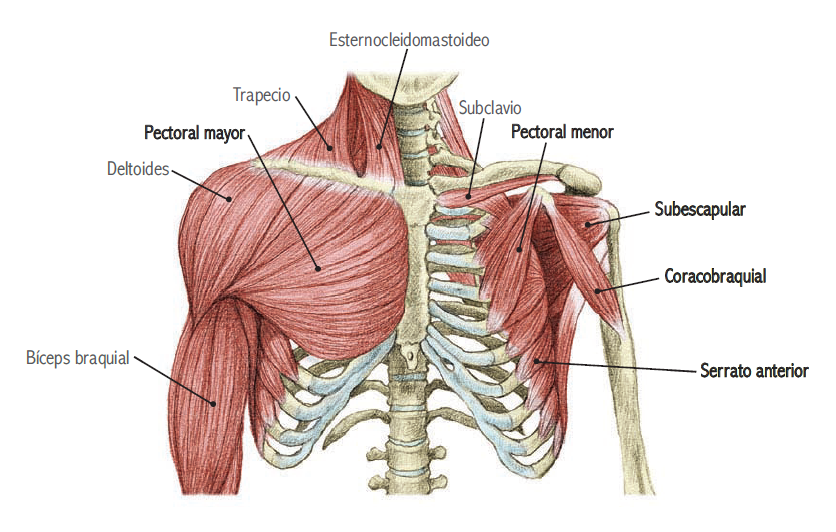 Esternocleidomastoideo
Trapecio
Subclavio
Pectoral mayor
Pectoral menor
Deltoides
Subescapular
Coracobraquial
Bíceps braquial
Serrato anterior